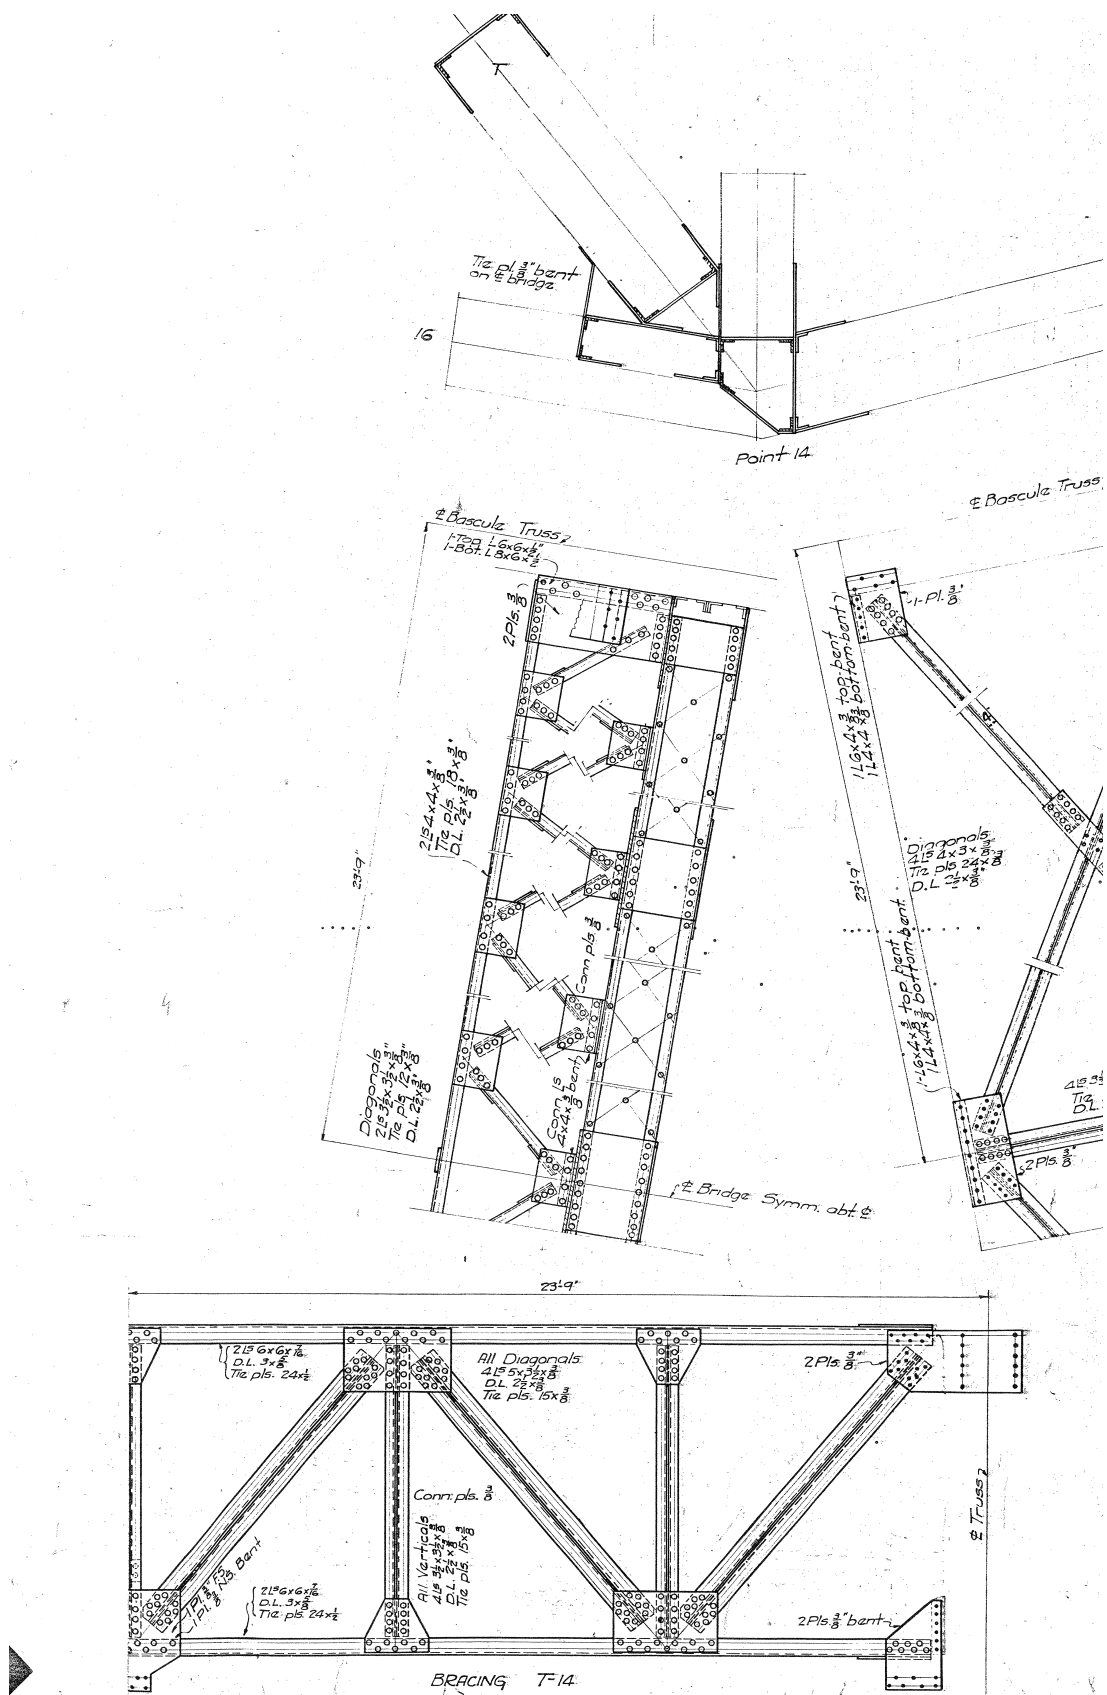 Tie pl. 3/8" bent
on ℄ bridge
16
Point 14
℄ Bascule Truss
1-Top L 6x6x1/2"
1-Bot. L 8x6x1/2
2 Pls. 3/8
2 Ls 4x4x3/8"
Tie pls. 18x3/8"
D.L. 2 1/2x3/8"
23'-9"
Conn pls 3/8
Conn. Ls
4x4x3/8 bent
Diagonals
2 Ls 3 1/2x3 1/2x3/8"
Tie pls 12x3/8"
D.L. 2 1/2x3/8"
℄ Bridge Symm. abt. ℄
℄ Bascule Truss
1-Pl. 3/8"
1 L 6x4x3/8 top bent
1 L 4x4x3/8 bottom bent
Diagonals
4 Ls 4x3x3/8"
Tie pls 24x3/8
D.L. 2 1/2x3/8"
23'-9"
1-L 6x4x3/8 top bent
1 L 4x4x3/8 bottom bent
4 Ls 3 1/2
Tie
D.L.
2 Pls. 3/8"
23'-9"
2 Ls 6x6x7/16
D.L. 3x3/8
Tie pls. 24x1/2
All Diagonals
4 Ls 5x3 1/2x3/8
D.L. 2 1/2x3/8
Tie pls. 15x3/8
2 Pls. 3/8"
Conn. pls. 3/8
All Verticals
4 Ls 3 1/2x3 1/2x3/8
D.L. 2 1/2x3/8
Tie pls. 15x3/8
℄ Truss
1 Pl. 3/8 F.S.
1 Pl. 3/8 N.S. Bent
2 Ls 6x6x7/16
D.L. 3x3/8
Tie pls. 24x1/2
2 Pls. 3/8" bent
BRACING T-14